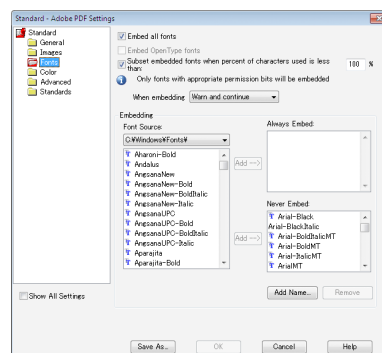 Standard - Adobe PDF Settings
Standard
General
Images
Fonts
Color
Advanced
Standards
Show All Settings
Embed all fonts
Embed OpenType fonts
Subset embedded fonts when percent of characters used is less than:
100 %
Only fonts with appropriate permission bits will be embedded
When embedding Warn and continue
Embedding
Font Source:
C:¥Windows¥Fonts¥
Aharoni-Bold
Andalus
AngsanaNew
AngsanaNew-Bold
AngsanaNew-BoldItalic
AngsanaNew-Italic
AngsanaUPC
AngsanaUPC-Bold
AngsanaUPC-BoldItalic
AngsanaUPC-Italic
Aparajita
Aparajita-Bold
Add -->
Add -->
Always Embed:
Never Embed:
Arial-Black
Arial-BlackItalic
Arial-BoldItalicMT
Arial-BoldMT
Arial-ItalicMT
ArialMT
Add Name...
Remove
Save As...
OK
Cancel
Help